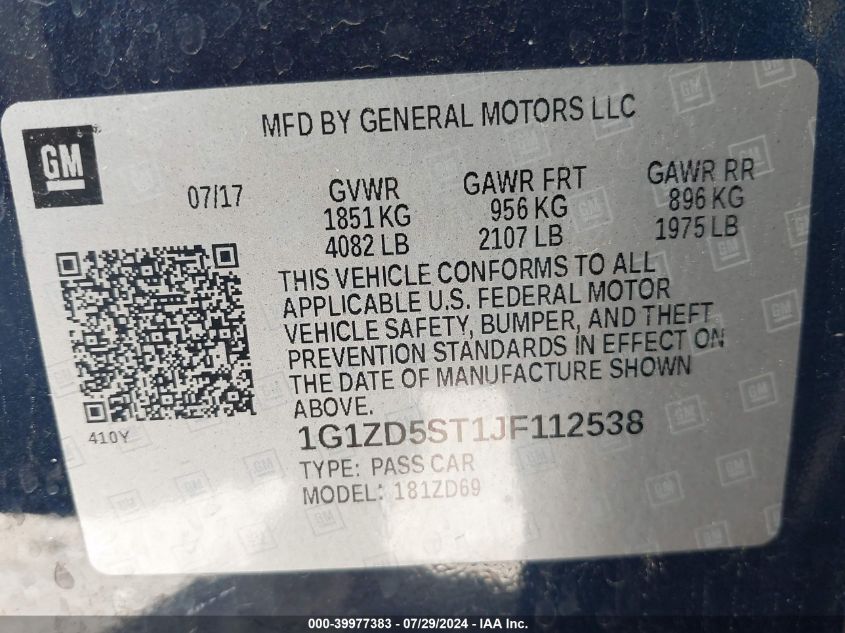 MFD BY GENERAL MOTORS LLC
GM
07/17
GVWR
1851 KG
4082 LB
GAWR FRT
956 KG
2107 LB
GAWR RR
896 KG
1975 LB
THIS VEHICLE CONFORMS TO ALL
APPLICABLE U.S. FEDERAL MOTOR
VEHICLE SAFETY, BUMPER, AND THEFT
PREVENTION STANDARDS IN EFFECT ON
THE DATE OF MANUFACTURE SHOWN
ABOVE.
410Y
1G1ZD5ST1JF112538
TYPE: PASS CAR
MODEL: 181ZD69
000-39977383 / 07/29/2024 - IAA Inc.